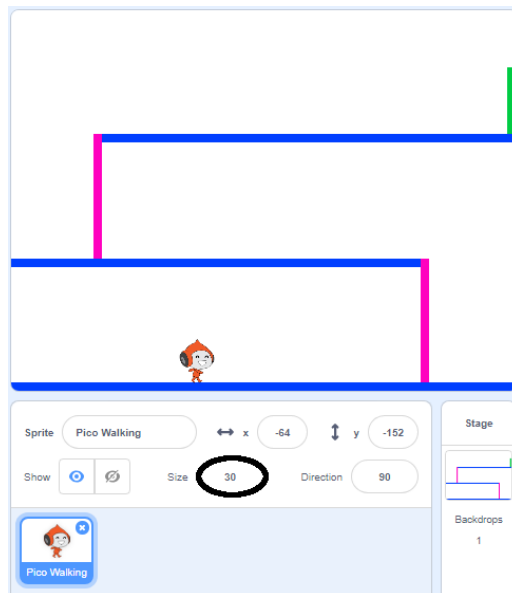 Sprite Pico Walking x -64 y -152
Show Size 30 Direction 90
Pico Walking
Stage
Backdrops
1